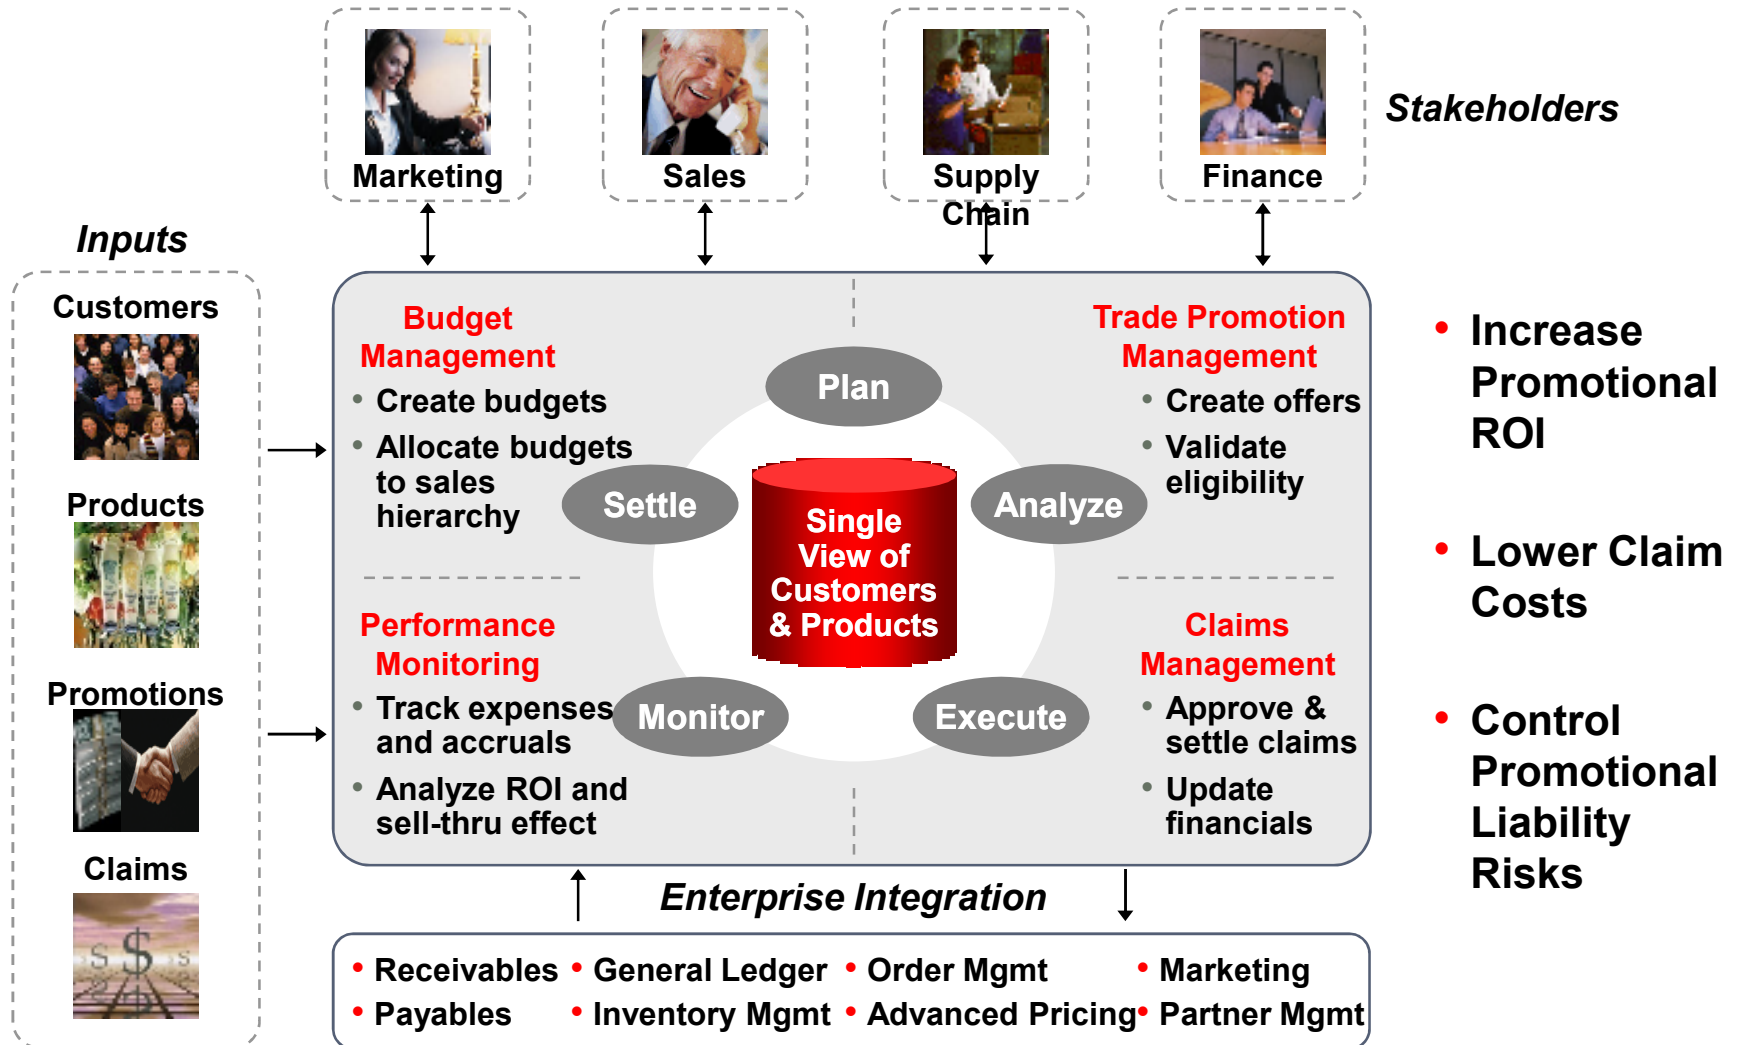 Marketing
Sales
Supply
Chain
Finance
Stakeholders
Inputs
Customers
Products
Promotions
Claims
Budget
Management
• Create budgets
• Allocate budgets
to sales
hierarchy
Trade Promotion
Management
• Create offers
• Validate
eligibility
Plan
Settle
Analyze
Single
View of
Customers
& Products
Monitor
Execute
Performance
Monitoring
• Track expenses
and accruals
• Analyze ROI and
sell-thru effect
Claims
Management
• Approve &
settle claims
• Update
financials
• Increase
Promotional
ROI
• Lower Claim
Costs
• Control
Promotional
Liability
Risks
Enterprise Integration
• Receivables
• Payables
• General Ledger
• Inventory Mgmt
• Order Mgmt
• Advanced Pricing
• Marketing
• Partner Mgmt